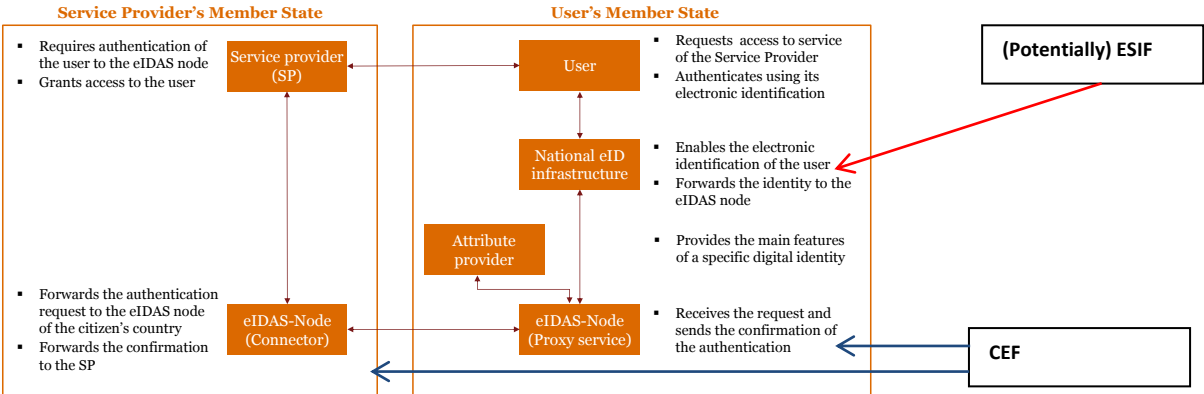 Service Provider's Member State
▪ Requires authentication of
the user to the eIDAS node
▪ Grants access to the user
Service provider
(SP)
▪ Forwards the authentication
request to the eIDAS node
of the citizen's country
▪ Forwards the confirmation
to the SP
eIDAS-Node
(Connector)
User's Member State
User
▪ Requests access to service
of the Service Provider
▪ Authenticates using its
electronic identification
National eID
infrastructure
▪ Enables the electronic
identification of the user
▪ Forwards the identity to the
eIDAS node
Attribute
provider
▪ Provides the main features
of a specific digital identity
eIDAS-Node
(Proxy service)
▪ Receives the request and
sends the confirmation of
the authentication
(Potentially) ESIF
CEF